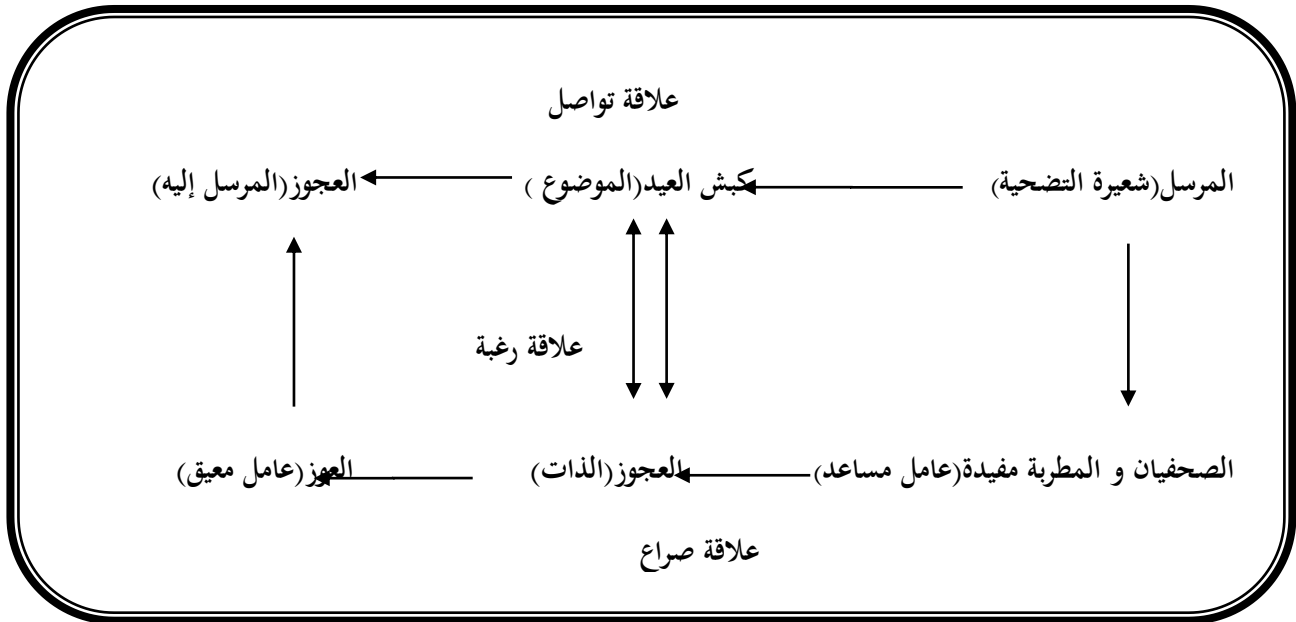 علاقة تواصل
المرسل(شعيرة التضحية) كبش العيد(الموضوع ) العجوز(المرسل إليه)
علاقة رغبة
الصحفيان و المطربة مفيدة(عامل مساعد) العجوز(الذات) العوز(عامل معيق)
علاقة صراع